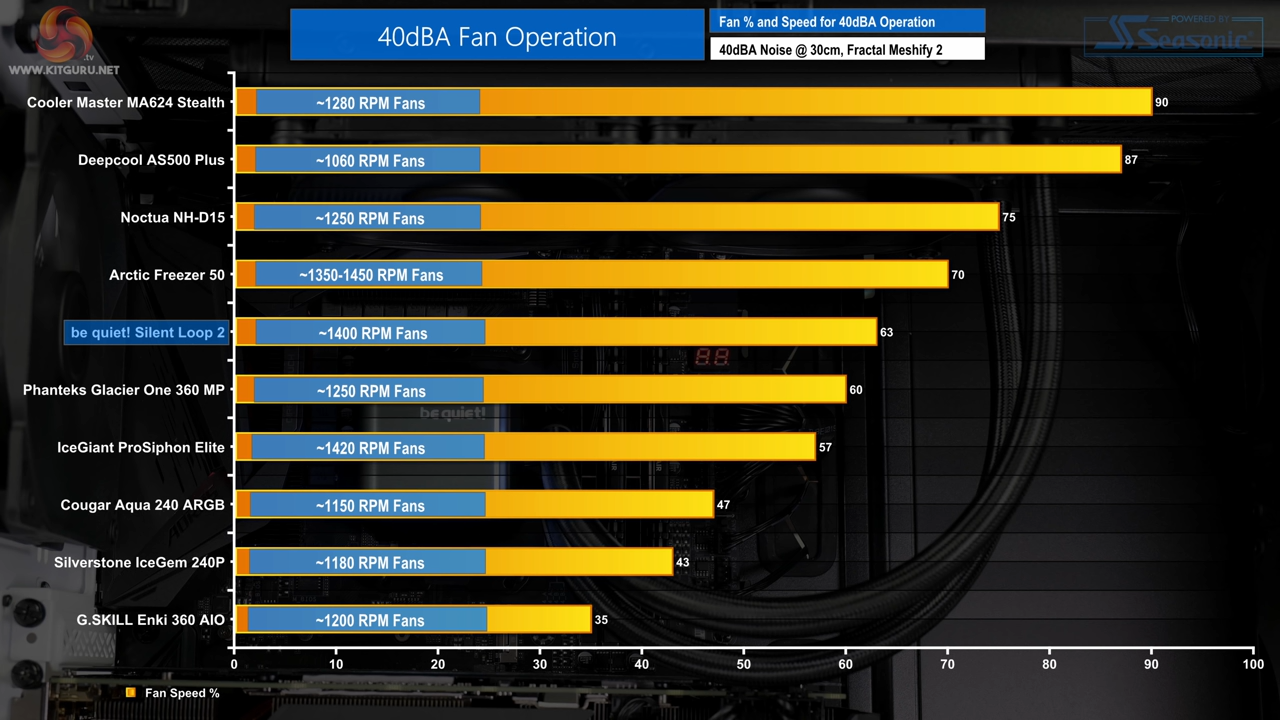 40dBA Fan Operation
Fan % and Speed for 40dBA Operation
40dBA Noise @ 30cm, Fractal Meshify 2
POWERED BY
Seasonic
.tv
WWW.KITGURU.NET
Cooler Master MA624 Stealth ~1280 RPM Fans 90
Deepcool AS500 Plus ~1060 RPM Fans 87
Noctua NH-D15 ~1250 RPM Fans 75
Arctic Freezer 50 ~1350-1450 RPM Fans 70
be quiet! Silent Loop 2 ~1400 RPM Fans 63
88
Phanteks Glacier One 360 MP ~1250 RPM Fans 60
be quiet!
IceGiant ProSiphon Elite ~1420 RPM Fans 57
Cougar Aqua 240 ARGB ~1150 RPM Fans 47
Silverstone IceGem 240P ~1180 RPM Fans 43
G.SKILL Enki 360 AIO ~1200 RPM Fans 35
0 10 20 30 40 50 60 70 80 90 100
Fan Speed %